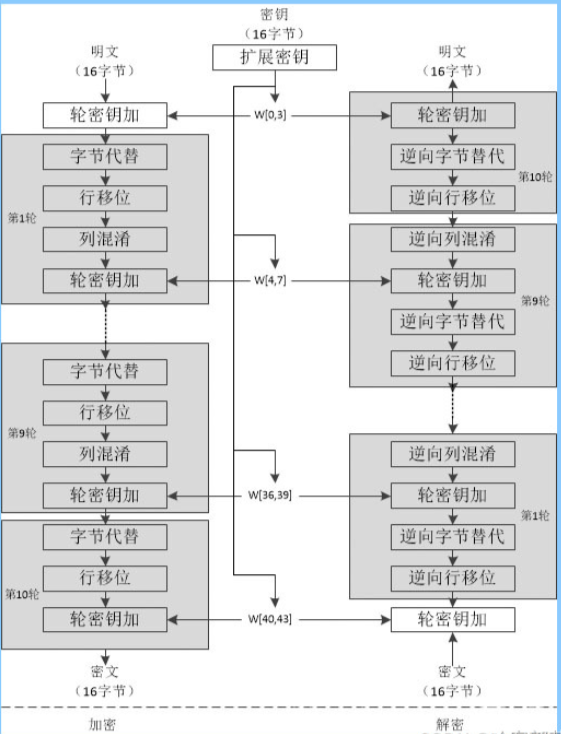 密钥
（16字节）
扩展密钥
明文
（16字节）
轮密钥加
字节代替
行移位
第1轮
列混淆
轮密钥加
字节代替
行移位
第9轮
列混淆
轮密钥加
字节代替
行移位
第10轮
轮密钥加
密文
（16字节）
加密
W[0,3]
W[4,7]
W[36,39]
W[40,43]
明文
（16字节）
轮密钥加
逆向字节替代
第10轮
逆向行移位
逆向列混淆
轮密钥加
第9轮
逆向字节替代
逆向行移位
逆向列混淆
轮密钥加
第1轮
逆向字节替代
逆向行移位
轮密钥加
密文
（16字节）
解密